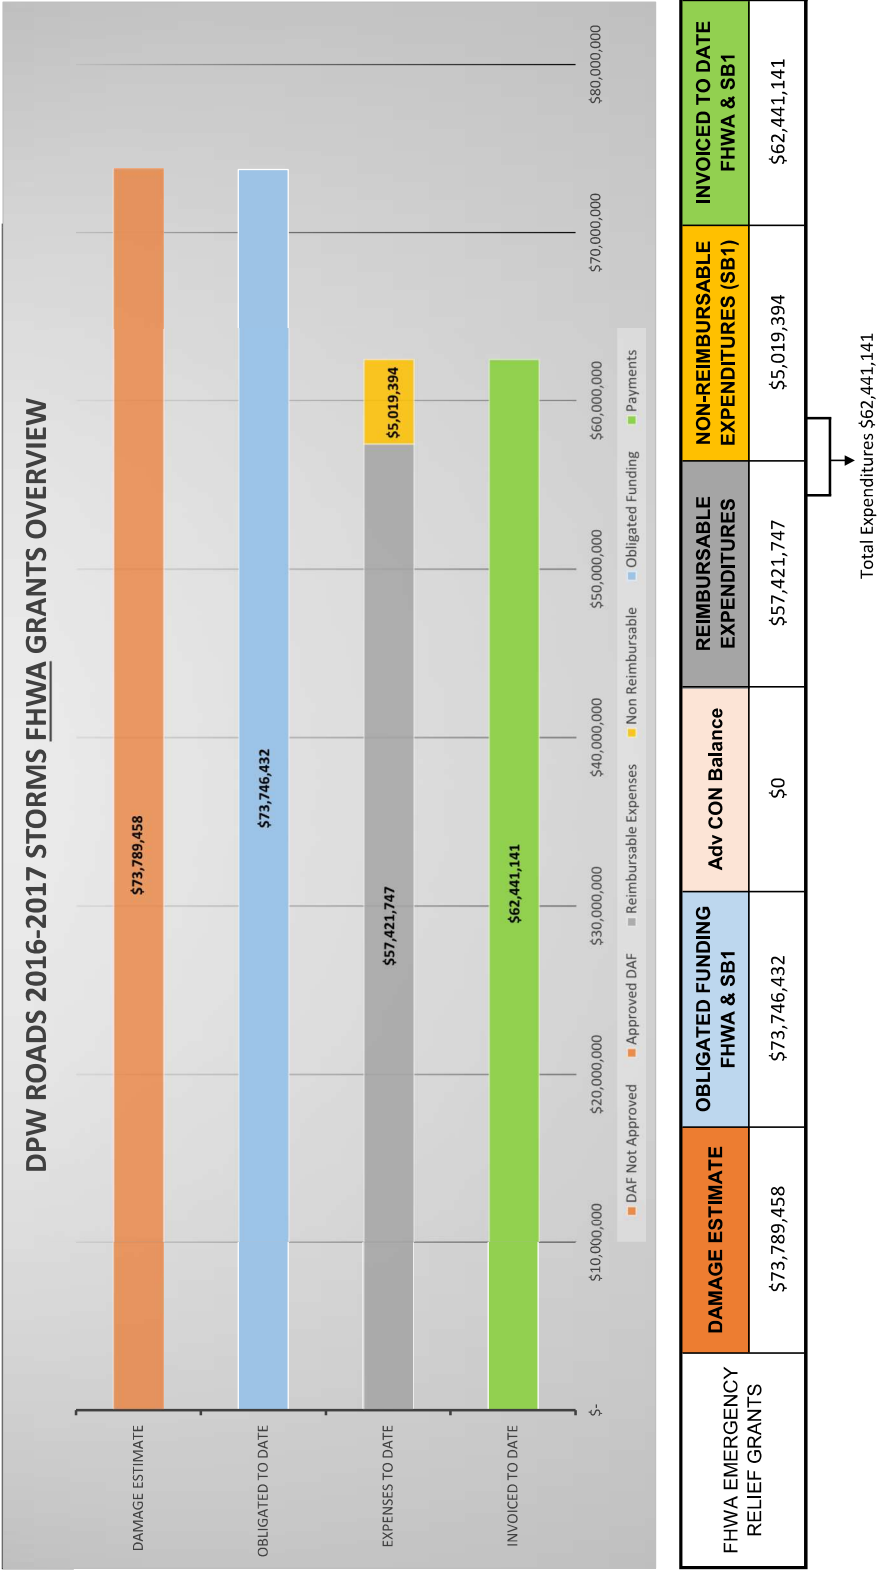 DPW ROADS 2016-2017 STORMS FHWA GRANTS OVERVIEW
DAMAGE ESTIMATE
$73,789,458
OBLIGATED TO DATE
$73,746,432
EXPENSES TO DATE
$57,421,747
$5,019,394
INVOICED TO DATE
$62,441,141
$-
$10,000,000
$20,000,000
$30,000,000
$40,000,000
$50,000,000
$60,000,000
$70,000,000
$80,000,000
DAF Not Approved
Approved DAF
Reimbursable Expenses
Non Reimbursable
Obligated Funding
Payments
FHWA EMERGENCY
RELIEF GRANTS
DAMAGE ESTIMATE
$73,789,458
OBLIGATED FUNDING
FHWA & SB1
$73,746,432
Adv CON Balance
$0
REIMBURSABLE
EXPENDITURES
$57,421,747
NON-REIMBURSABLE
EXPENDITURES (SB1)
$5,019,394
INVOICED TO DATE
FHWA & SB1
$62,441,141
Total Expenditures $62,441,141